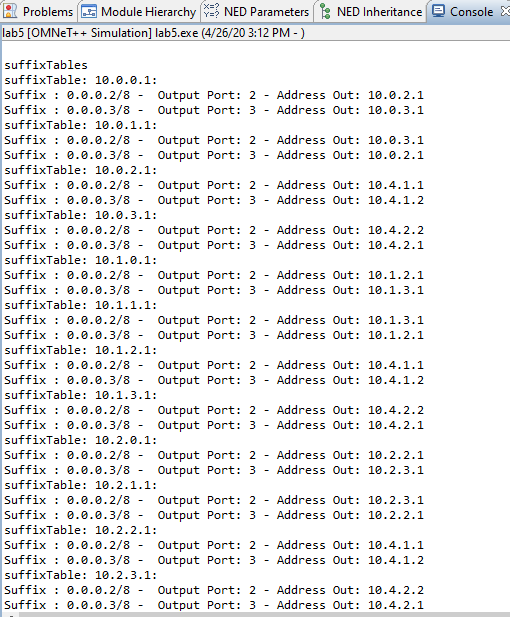 Problems Module Hierarchy NED Parameters NED Inheritance Console
lab5 [OMNeT++ Simulation] lab5.exe (4/26/20 3:12 PM - )
suffixTables
suffixTable: 10.0.0.1:
Suffix : 0.0.0.2/8 -  Output Port: 2 - Address Out: 10.0.2.1
Suffix : 0.0.0.3/8 -  Output Port: 3 - Address Out: 10.0.3.1
suffixTable: 10.0.1.1:
Suffix : 0.0.0.2/8 -  Output Port: 2 - Address Out: 10.0.3.1
Suffix : 0.0.0.3/8 -  Output Port: 3 - Address Out: 10.0.2.1
suffixTable: 10.0.2.1:
Suffix : 0.0.0.2/8 -  Output Port: 2 - Address Out: 10.4.1.1
Suffix : 0.0.0.3/8 -  Output Port: 3 - Address Out: 10.4.1.2
suffixTable: 10.0.3.1:
Suffix : 0.0.0.2/8 -  Output Port: 2 - Address Out: 10.4.2.2
Suffix : 0.0.0.3/8 -  Output Port: 3 - Address Out: 10.4.2.1
suffixTable: 10.1.0.1:
Suffix : 0.0.0.2/8 -  Output Port: 2 - Address Out: 10.1.2.1
Suffix : 0.0.0.3/8 -  Output Port: 3 - Address Out: 10.1.3.1
suffixTable: 10.1.1.1:
Suffix : 0.0.0.2/8 -  Output Port: 2 - Address Out: 10.1.3.1
Suffix : 0.0.0.3/8 -  Output Port: 3 - Address Out: 10.1.2.1
suffixTable: 10.1.2.1:
Suffix : 0.0.0.2/8 -  Output Port: 2 - Address Out: 10.4.1.1
Suffix : 0.0.0.3/8 -  Output Port: 3 - Address Out: 10.4.1.2
suffixTable: 10.1.3.1:
Suffix : 0.0.0.2/8 -  Output Port: 2 - Address Out: 10.4.2.2
Suffix : 0.0.0.3/8 -  Output Port: 3 - Address Out: 10.4.2.1
suffixTable: 10.2.0.1:
Suffix : 0.0.0.2/8 -  Output Port: 2 - Address Out: 10.2.2.1
Suffix : 0.0.0.3/8 -  Output Port: 3 - Address Out: 10.2.3.1
suffixTable: 10.2.1.1:
Suffix : 0.0.0.2/8 -  Output Port: 2 - Address Out: 10.2.3.1
Suffix : 0.0.0.3/8 -  Output Port: 3 - Address Out: 10.2.2.1
suffixTable: 10.2.2.1:
Suffix : 0.0.0.2/8 -  Output Port: 2 - Address Out: 10.4.1.1
Suffix : 0.0.0.3/8 -  Output Port: 3 - Address Out: 10.4.1.2
suffixTable: 10.2.3.1:
Suffix : 0.0.0.2/8 -  Output Port: 2 - Address Out: 10.4.2.2
Suffix : 0.0.0.3/8 -  Output Port: 3 - Address Out: 10.4.2.1